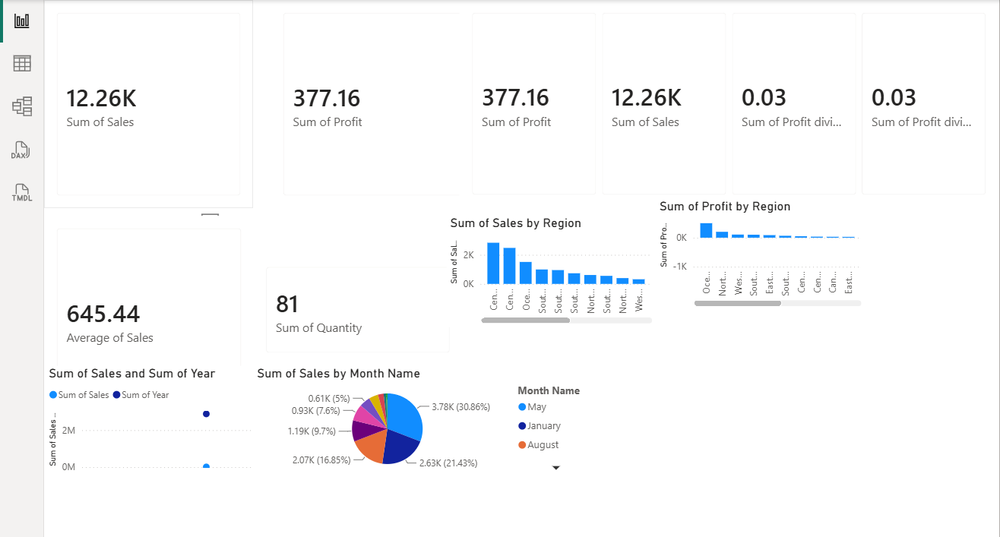 DAX
TMDL
12.26K
Sum of Sales
377.16
Sum of Profit
377.16
Sum of Profit
12.26K
Sum of Sales
0.03
Sum of Profit divi...
0.03
Sum of Profit divi...
645.44
Average of Sales
81
Sum of Quantity
Sum of Sales by Region
Sum of Sal...
2K
0K
Cen...
Cen...
Oce...
Sout...
Sout...
Sout...
Nort...
Sout...
Nort...
Wes...
Sum of Profit by Region
Sum of Pro...
0K
-1K
Oce...
Nort...
Wes...
Sout...
East...
Sout...
Cen...
Cen...
Can...
East...
Sum of Sales and Sum of Year
Sum of Sales Sum of Year
Sum of Sales ...
2M
0M
Sum of Sales by Month Name
0.61K (5%)
0.93K (7.6%)
1.19K (9.7%)
2.07K (16.85%)
3.78K (30.86%)
2.63K (21.43%)
Month Name
May
January
August